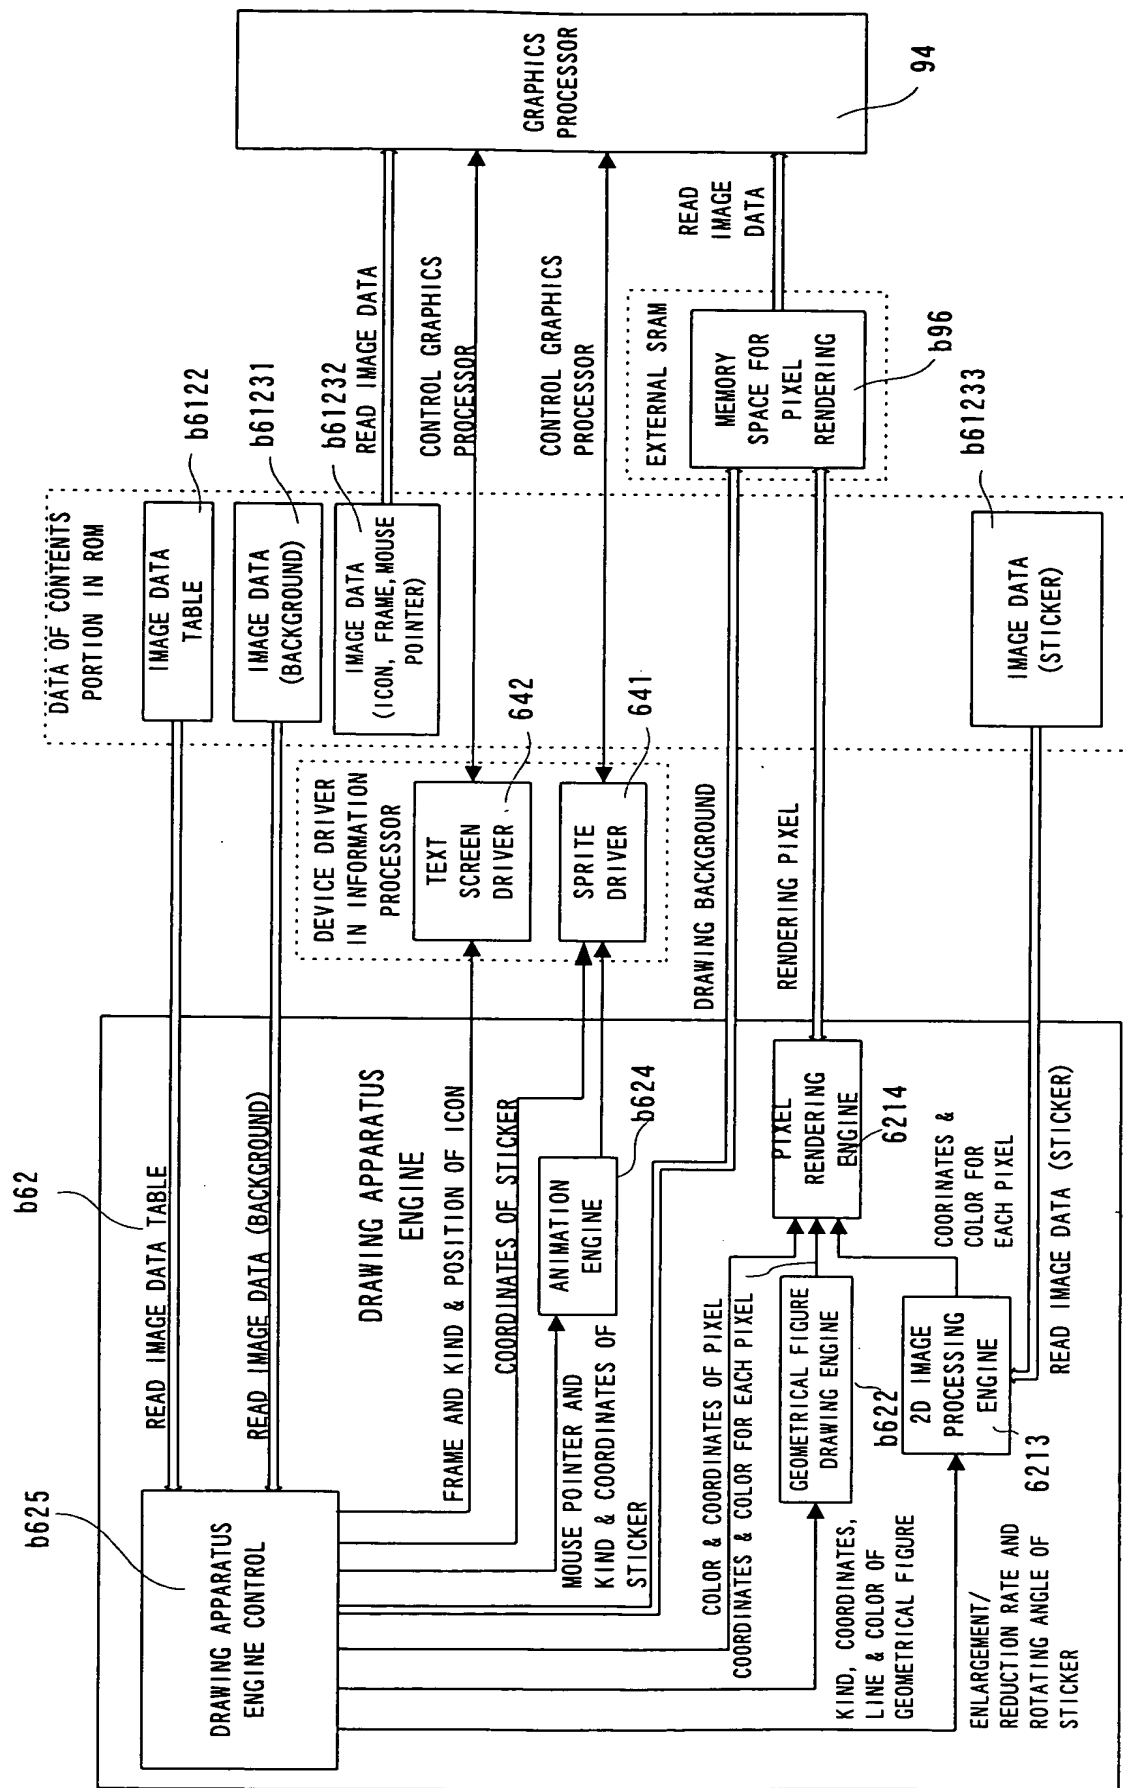 b62
b625
DRAWING APPARATUS
ENGINE CONTROL
READ IMAGE DATA TABLE
READ IMAGE DATA (BACKGROUND)
DRAWING APPARATUS
ENGINE
FRAME AND KIND & POSITION OF ICON
COORDINATES OF STICKER
MOUSE POINTER AND
KIND & COORDINATES OF
STICKER
ANIMATION
ENGINE
b624
COLOR & COORDINATES OF PIXEL
COORDINATES & COLOR FOR EACH PIXEL
KIND, COORDINATES,
LINE & COLOR OF
GEOMETRICAL FIGURE
GEOMETRICAL FIGURE
DRAWING ENGINE
b622
ENLARGEMENT/
REDUCTION RATE AND
ROTATING ANGLE OF
STICKER
2D IMAGE
PROCESSING
ENGINE
6213
PIXEL
RENDERING
ENGINE
6214
COORINATES &
COLOR FOR
EACH PIXEL
READ IMAGE DATA (STICKER)
DEVICE DRIVER
IN INFORMATION
PROCESSOR
TEXT
SCREEN
DRIVER
642
SPRITE
DRIVER
641
DRAWING BACKGROUND
RENDERING PIXEL
DATA OF CONTENTS
PORTION IN ROM
IMAGE DATA
TABLE
b6122
IMAGE DATA
(BACKGROUND)
b61231
IMAGE DATA
(ICON, FRAME,MOUSE
POINTER)
b61232
IMAGE DATA
(STICKER)
b61233
READ IMAGE DATA
CONTROL GRAPHICS
PROCESSOR
CONTROL GRAPHICS
PROCESSOR
EXTERNAL SRAM
MEMORY
SPACE FOR
PIXEL
RENDERING
b96
READ
IMAGE
DATA
GRAPHICS
PROCESSOR
94